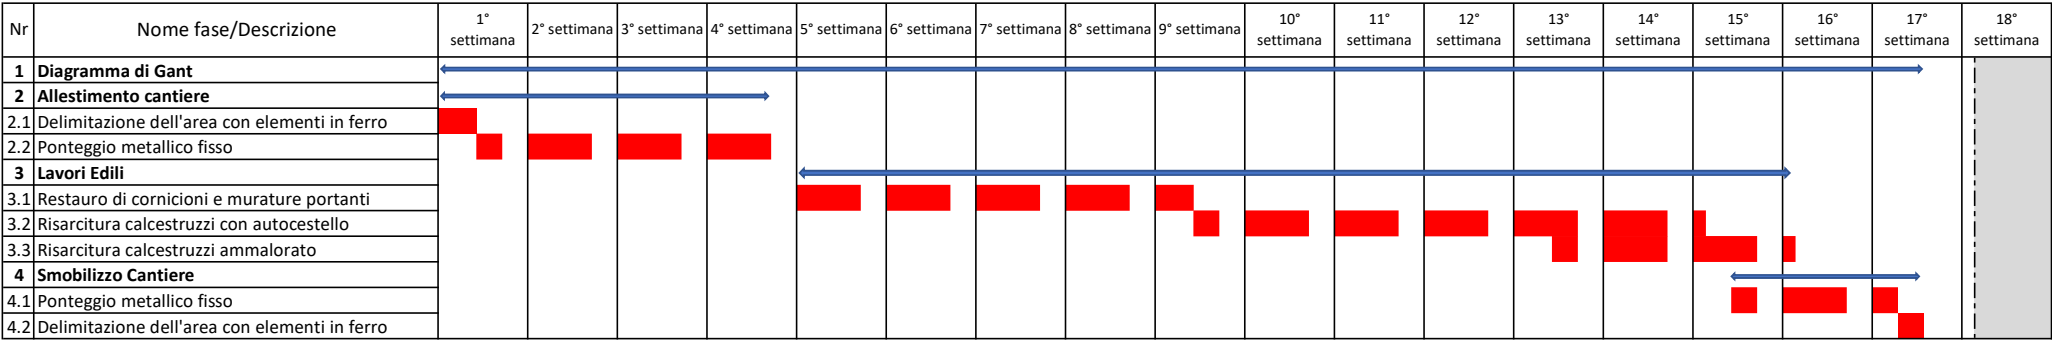 Nr Nome fase/Descrizione 1° settimana 2° settimana 3° settimana 4° settimana 5° settimana 6° settimana 7° settimana 8° settimana 9° settimana 10° settimana 11° settimana 12° settimana 13° settimana 14° settimana 15° settimana 16° settimana 17° settimana 18° settimana
1 Diagramma di Gant
2 Allestimento cantiere
2.1 Delimitazione dell'area con elementi in ferro
2.2 Ponteggio metallico fisso
3 Lavori Edili
3.1 Restauro di cornicioni e murature portanti
3.2 Risarcitura calcestruzzi con autocestello
3.3 Risarcitura calcestruzzi ammalorato
4 Smobilizzo Cantiere
4.1 Ponteggio metallico fisso
4.2 Delimitazione dell'area con elementi in ferro